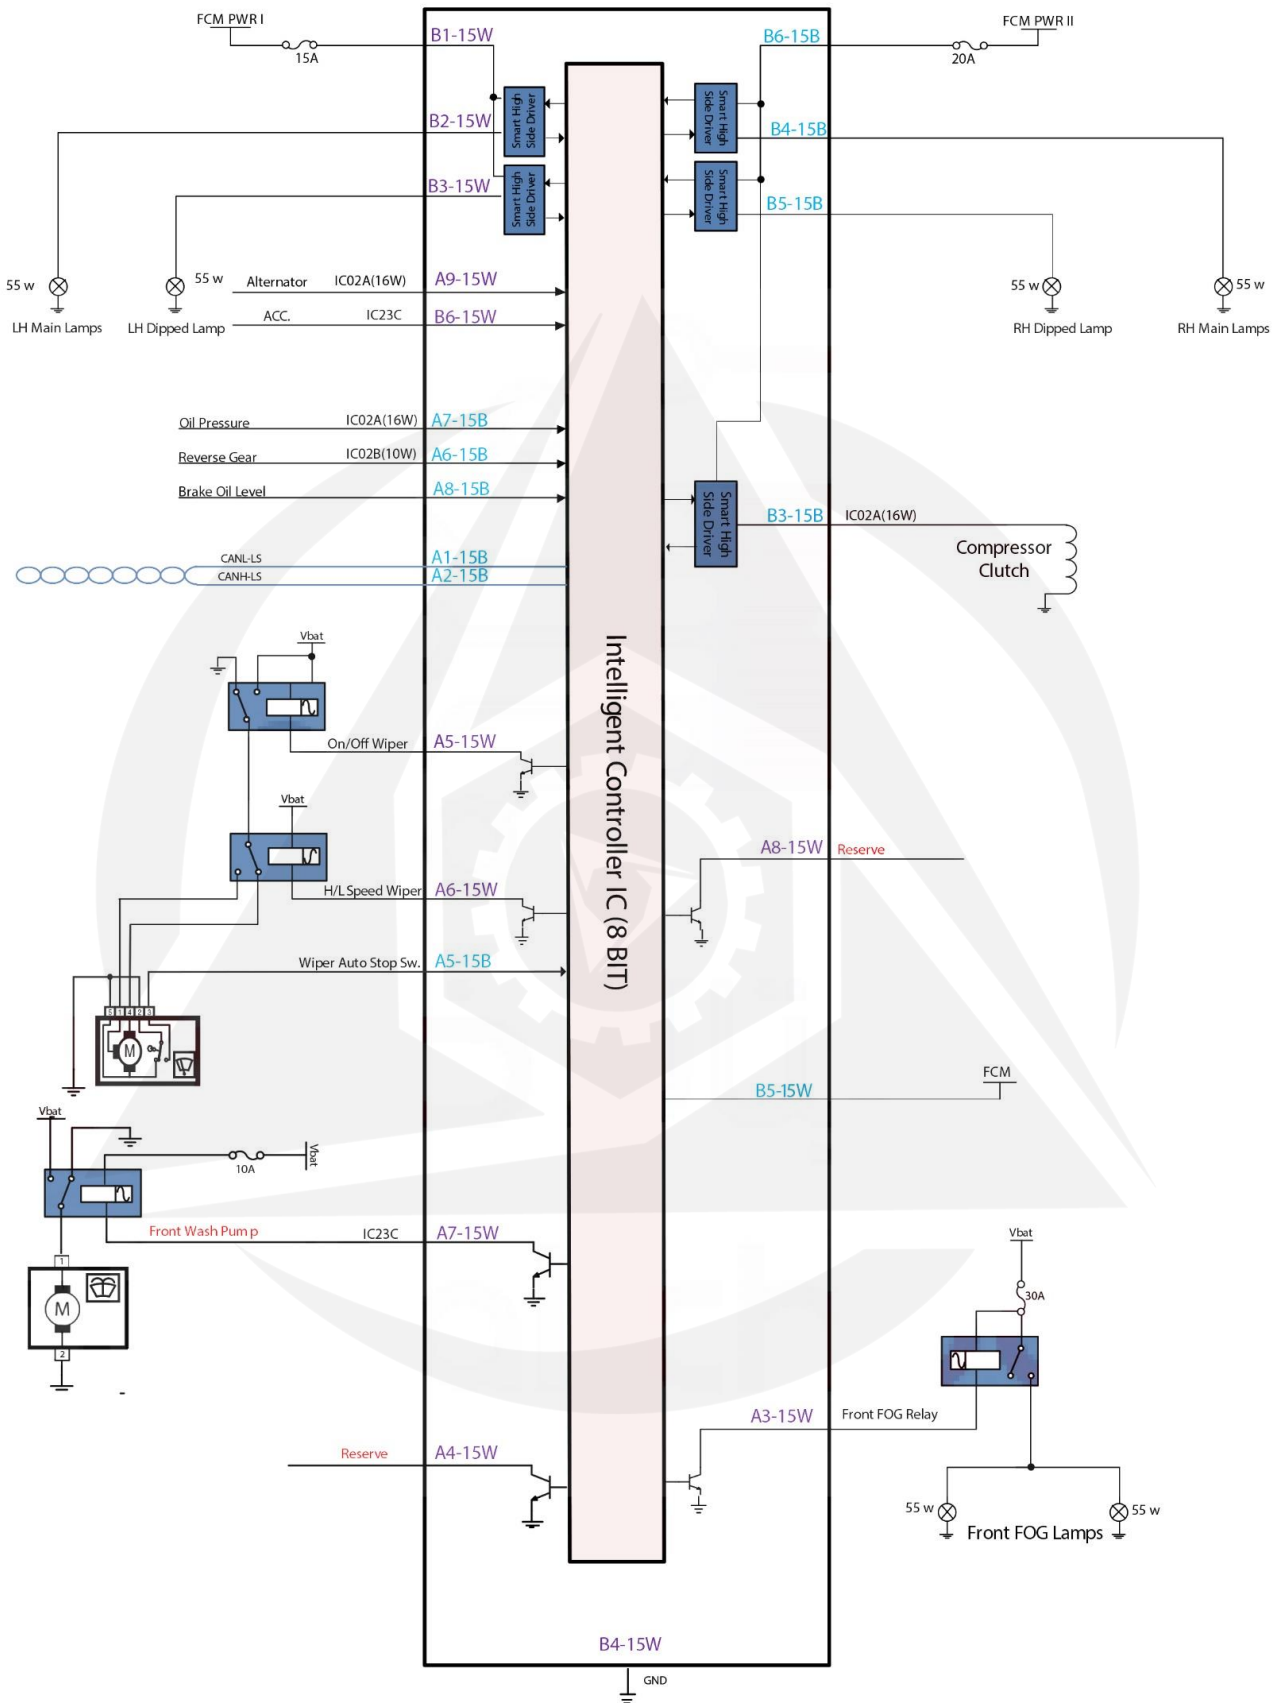 FCM PWR I
FCM PWR II
15A
B1-15W
B6-15B
20A
Smart High
Side Driver
Smart High
Side Driver
B2-15W
B4-15B
Smart High
Side Driver
Smart High
Side Driver
B3-15W
B5-15B
55 w
LH Main Lamps
55 w
LH Dipped Lamp
Alternator IC02A(16W) A9-15W
ACC. IC23C B6-15W
55 w
RH Dipped Lamp
55 w
RH Main Lamps
Oil Pressure IC02A(16W) A7-15B
Reverse Gear IC02B(10W) A6-15B
Brake Oil Level A8-15B
Smart High
Side Driver
B3-15B IC02A(16W)
Compressor
Clutch
CANL-LS A1-15B
CANH-LS A2-15B
Intelligent Controller IC (8 BIT)
Vbat
On/Off Wiper A5-15W
Vbat
A8-15W Reserve
H/L Speed Wiper A6-15W
Wiper Auto Stop Sw. A5-15B
5 1 4 2 3
M
FCM
B5-15W
Vbat
10A
Vbat
Front Wash Pump IC23C A7-15W
1
M
2
Vbat
30A
A3-15W Front FOG Relay
Reserve A4-15W
55 w
55 w
Front FOG Lamps
B4-15W
GND